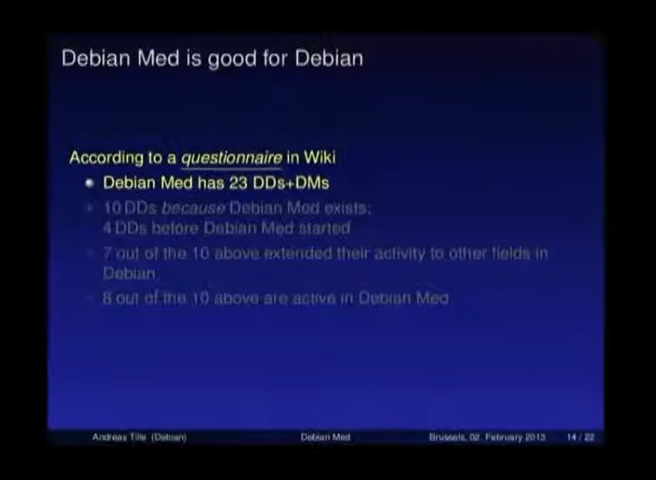 Debian Med is good for Debian
According to a questionnaire in Wiki
Debian Med has 23 DDs+DMs
10 DDs because Debian Med exists;
4 DDs before Debian Med started
7 out of the 10 above extended their activity to other fields in
Debian
8 out of the 10 above are active in Debian Med
Andreas Tille (Debian)
Debian Med
Brussels, 02. February 2013
14 / 22